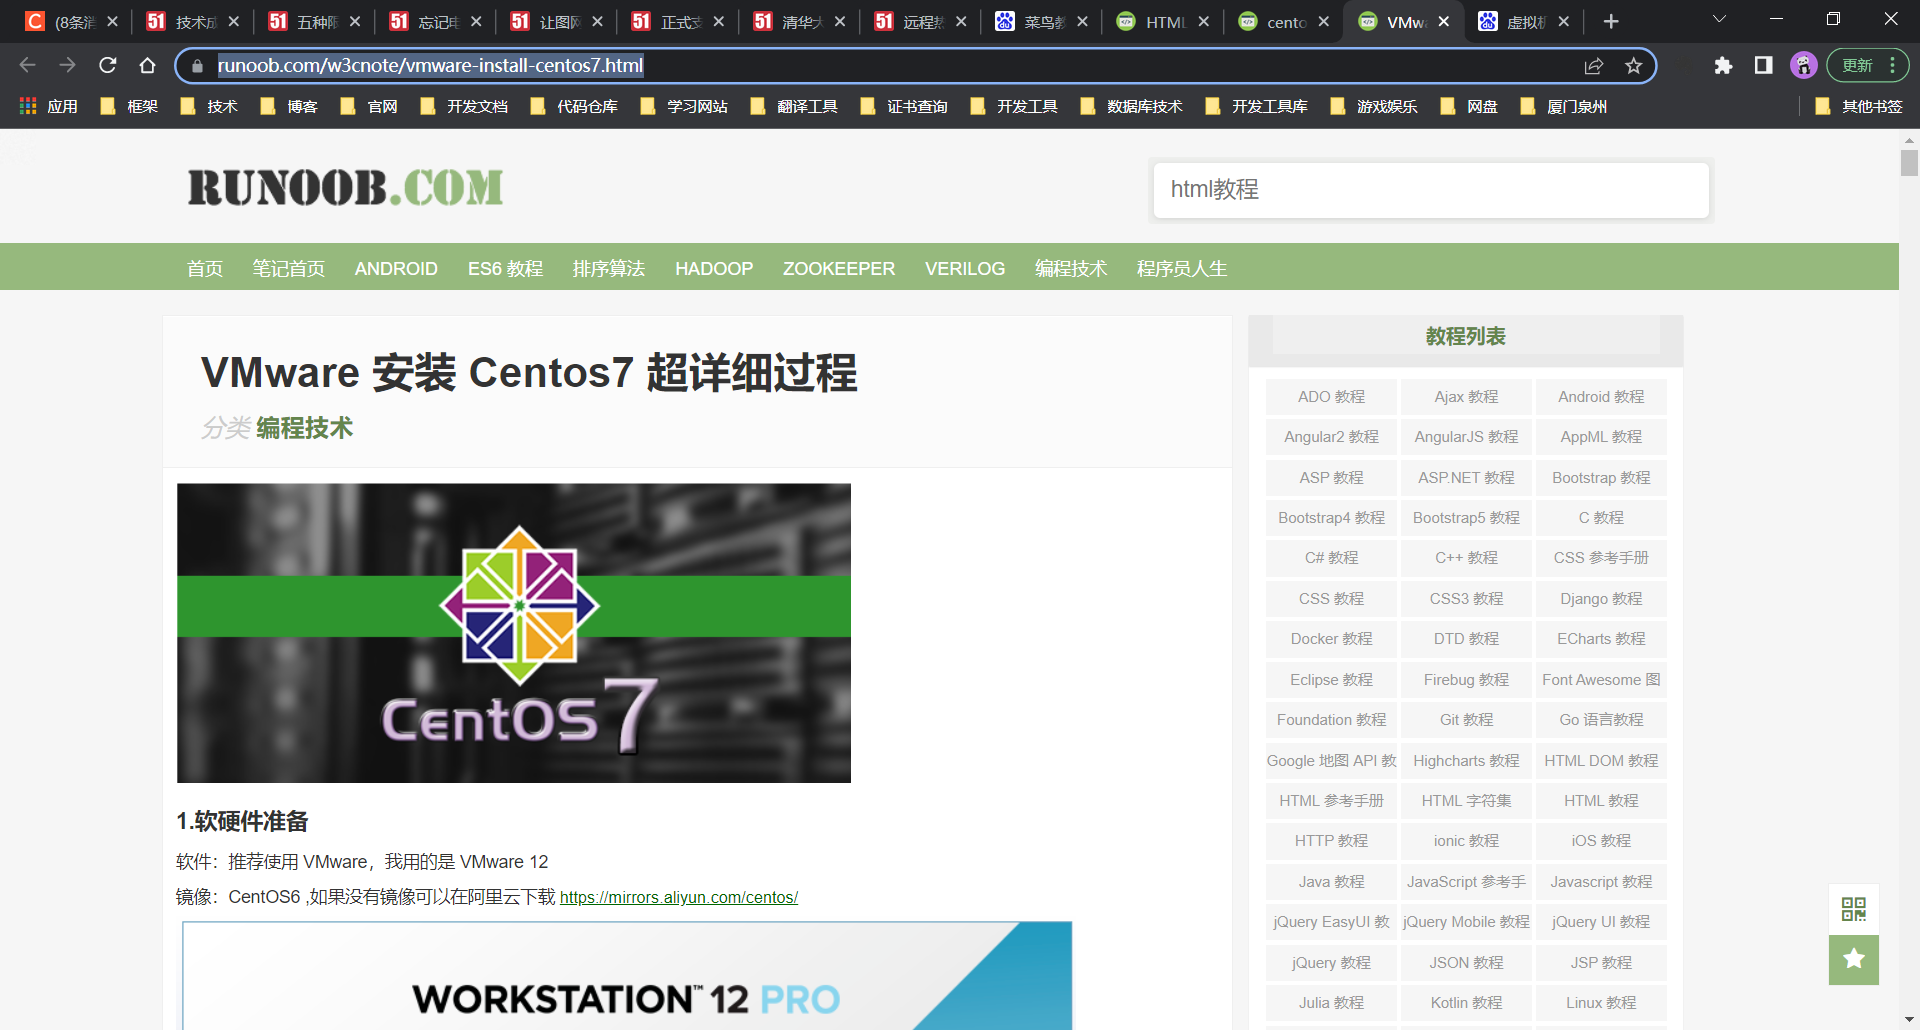 (8条消
技术成
五种限
忘记电
让图网
正式支
清华大
远程热
菜鸟教
HTML
cento
VMwa
虚拟机
runoob.com/w3cnote/vmware-install-centos7.html
更新
应用 框架 技术 博客 官网 开发文档 代码仓库 学习网站 翻译工具 证书查询 开发工具 数据库技术 开发工具库 游戏娱乐 网盘 厦门泉州 其他书签
RUNOOB.COM
html教程
首页 笔记首页 ANDROID ES6 教程 排序算法 HADOOP ZOOKEEPER VERILOG 编程技术 程序员人生
VMware 安装 Centos7 超详细过程
分类 编程技术
CentOS 7
1.软硬件准备
软件：推荐使用 VMware，我用的是 VMware 12
镜像：CentOS6 ,如果没有镜像可以在阿里云下载 https://mirrors.aliyun.com/centos/
WORKSTATION™ 12 PRO
教程列表
ADO 教程 Ajax 教程 Android 教程
Angular2 教程 AngularJS 教程 AppML 教程
ASP 教程 ASP.NET 教程 Bootstrap 教程
Bootstrap4 教程 Bootstrap5 教程 C 教程
C# 教程 C++ 教程 CSS 参考手册
CSS 教程 CSS3 教程 Django 教程
Docker 教程 DTD 教程 ECharts 教程
Eclipse 教程 Firebug 教程 Font Awesome 图
Foundation 教程 Git 教程 Go 语言教程
Google 地图 API 教 Highcharts 教程 HTML DOM 教程
HTML 参考手册 HTML 字符集 HTML 教程
HTTP 教程 ionic 教程 iOS 教程
Java 教程 JavaScript 参考手 Javascript 教程
jQuery EasyUI 教 jQuery Mobile 教程 jQuery UI 教程
jQuery 教程 JSON 教程 JSP 教程
Julia 教程 Kotlin 教程 Linux 教程